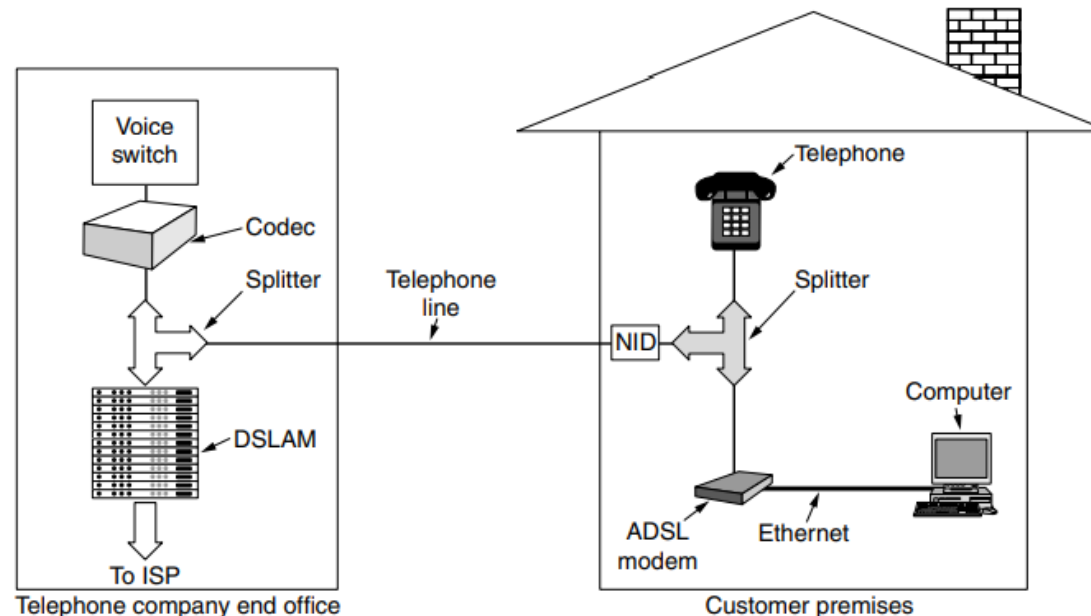 Voice
switch
Codec
Splitter
DSLAM
To ISP
Telephone company end office
Telephone
line
Telephone
NID
Splitter
Computer
ADSL
modem
Ethernet
Customer premises